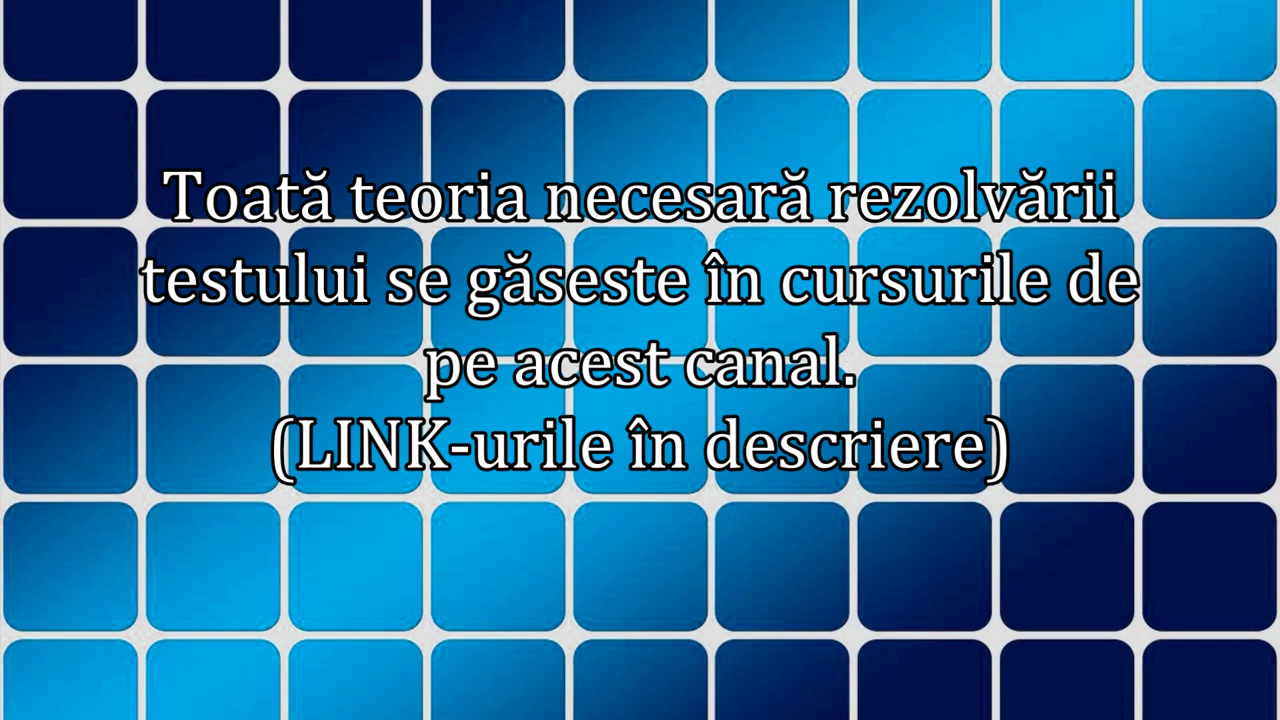 Toată teoria necesară rezolvării
testului se găseste în cursurile de
pe acest canal.
(LINK-urile în descriere)